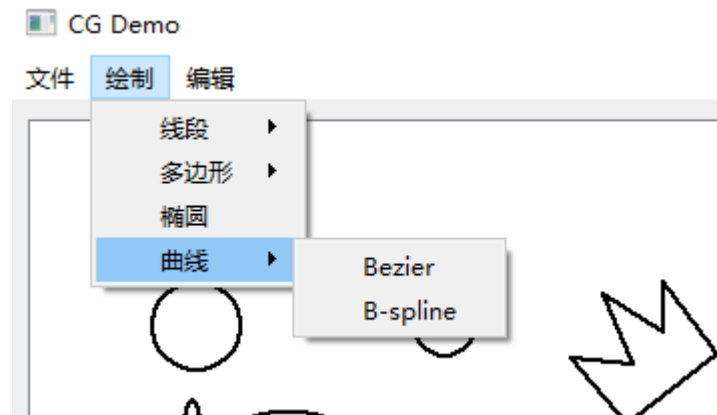 CG Demo
文件 绘制 编辑
线段
多边形
椭圆
曲线
Bezier
B-spline